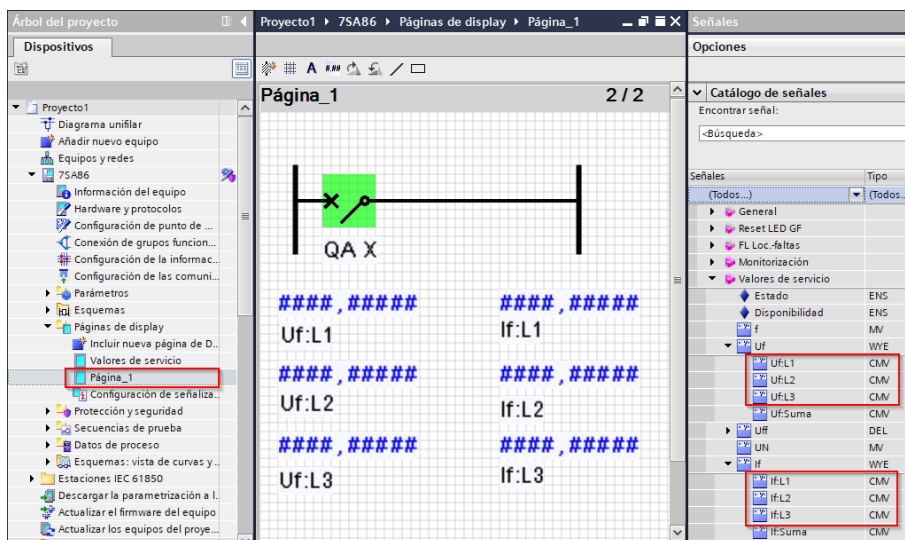 Árbol del proyecto
Dispositivos
Proyecto1
Diagrama unifilar
Añadir nuevo equipo
Equipos y redes
7SA86
Información del equipo
Hardware y protocolos
Configuración de punto de ...
Conexión de grupos funcion...
Configuración de la informac..
Configuración de las comuni..
Parámetros
Esquemas
Páginas de display
Incluir nueva página de D...
Valores de servicio
Página_1
Configuración de señaliza..
Protección y seguridad
Secuencias de prueba
Datos de proceso
Esquemas: vista de curvas y ..
Estaciones IEC 61850
Descargar la parametrización a l..
Actualizar el firmware del equipo
Actualizar los equipos del proye...
Proyecto1 ▸ 7SA86 ▸ Páginas de display ▸ Página_1
A #.##
Página_1 2 / 2
QA X
####,##### ####,#####
Uf:L1 If:L1
####,##### ####,#####
Uf:L2 If:L2
####,##### ####,#####
Uf:L3 If:L3
Señales
Opciones
Catálogo de señales
Encontrar señal:
<Búsqueda>
Señales Tipo
(Todos...) (Todos..
General
Reset LED GF
FL Loc.-faltas
Monitorización
Valores de servicio
Estado ENS
Disponibilidad ENS
f MV
Uf WYE
Uf:L1 CMV
Uf:L2 CMV
Uf:L3 CMV
Uf:Suma CMV
Uff DEL
UN MV
If WYE
If:L1 CMV
If:L2 CMV
If:L3 CMV
If:Suma CMV